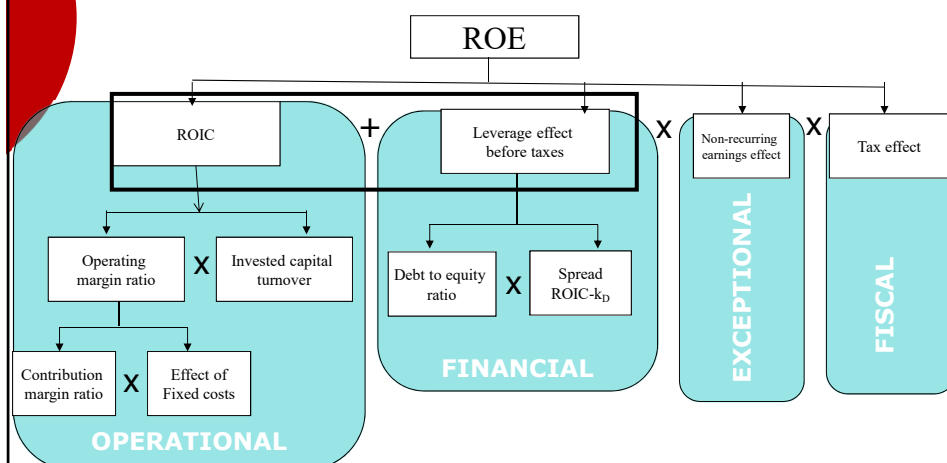 ROE
ROIC
+
Leverage effect
before taxes
x
Non-recurring
earnings effect
x
Tax effect
Operating
margin ratio
x
Invested capital
turnover
Debt to equity
ratio
x
Spread
ROIC-kD
Contribution
margin ratio
x
Effect of
Fixed costs
OPERATIONAL
FINANCIAL
EXCEPTIONAL
FISCAL